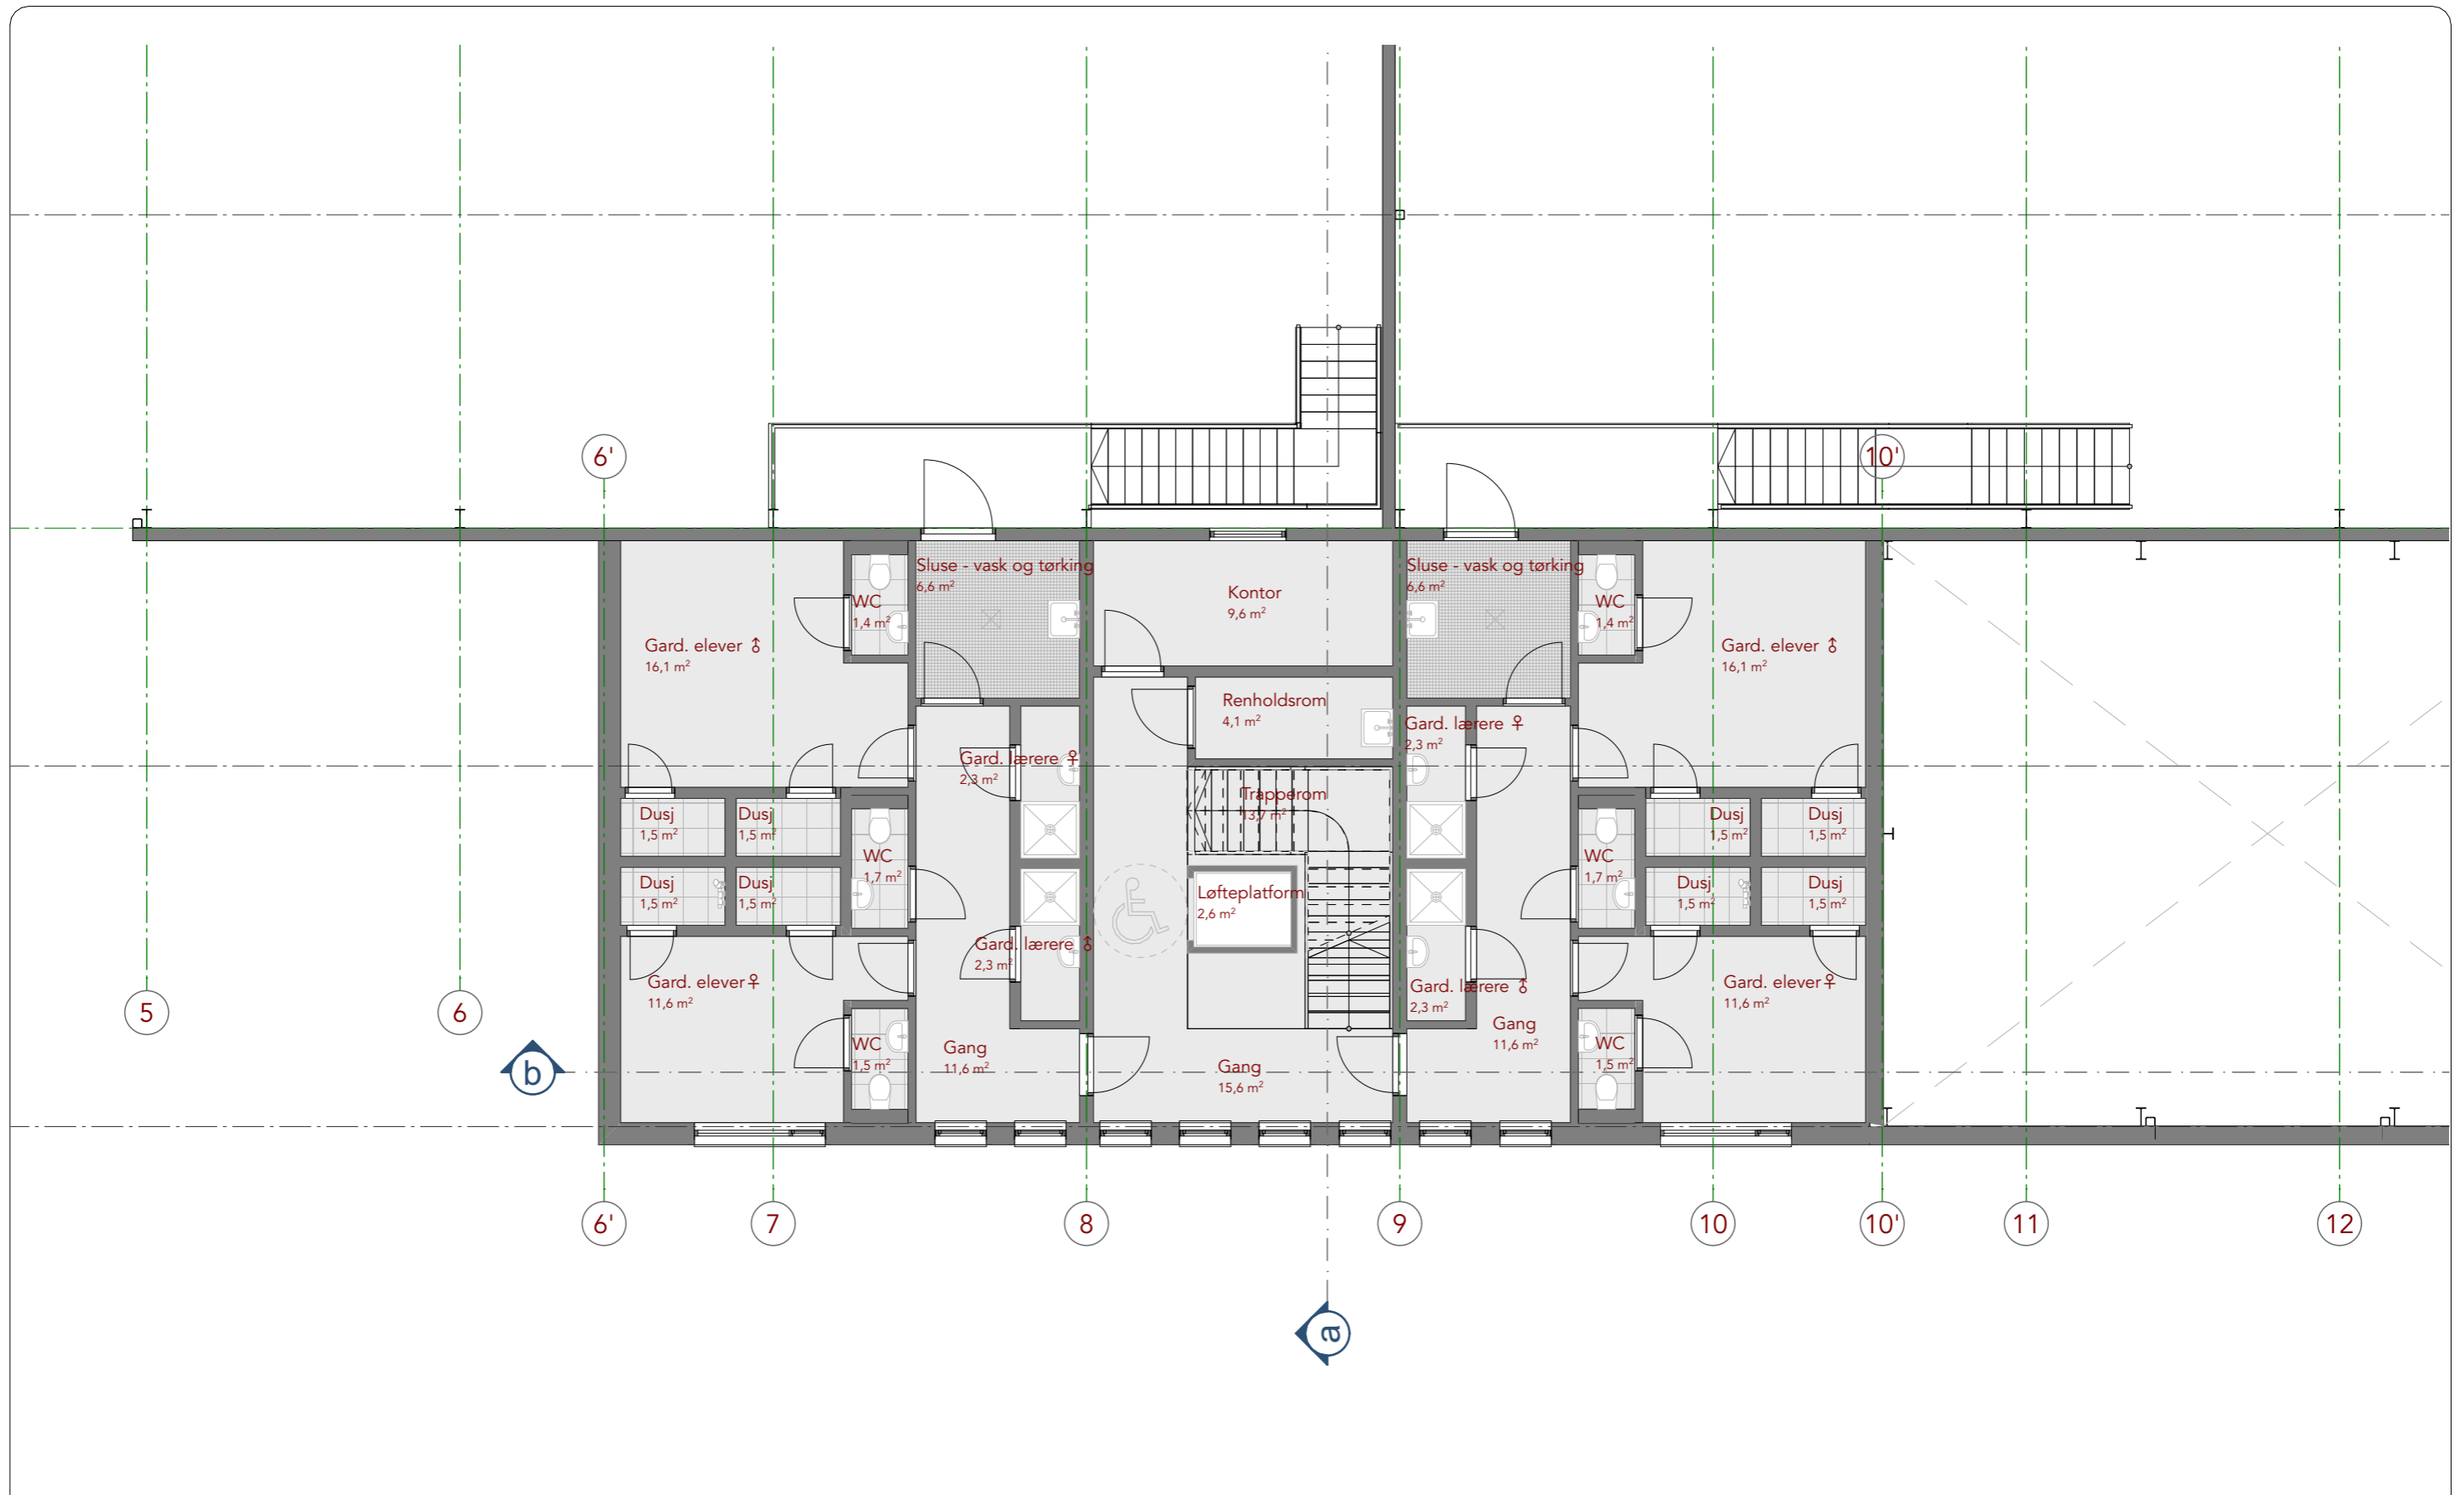 6'
10'
Sluse - vask og tørking
6,6 m²
Sluse - vask og tørking
6,6 m²
Kontor
9,6 m²
WC
1,4 m²
WC
1,4 m²
Gard. elever ♂
16,1 m²
Gard. elever ♂
16,1 m²
Renholdsrom
4,1 m²
Gard. lærere ♀
2,3 m²
Gard. lærere ♀
2,3 m²
Trapperom
13,7 m²
Dusj
1,5 m²
Dusj
1,5 m²
Dusj
1,5 m²
Dusj
1,5 m²
WC
1,7 m²
WC
1,7 m²
Dusj
1,5 m²
Dusj
1,5 m²
Løfteplatform
2,6 m²
Dusj
1,5 m²
Dusj
1,5 m²
Gard. lærere ♂
2,3 m²
Gard. elever♀
11,6 m²
Gard. lærere ♂
2,3 m²
Gard. elever♀
11,6 m²
5
6
Gang
11,6 m²
WC
1,5 m²
Gang
11,6 m²
WC
1,5 m²
Gang
15,6 m²
b
6'
7
8
9
10
10'
11
12
a